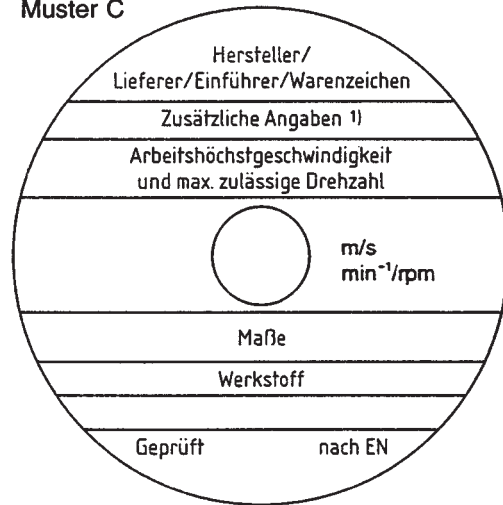 Muster C
Hersteller/
Lieferer/Einführer/Warenzeichen
Zusätzliche Angaben ¹⁾
Arbeitshöchstgeschwindigkeit
und max. zulässige Drehzahl
m/s
min⁻¹/rpm
Maße
Werkstoff
Geprüft nach EN